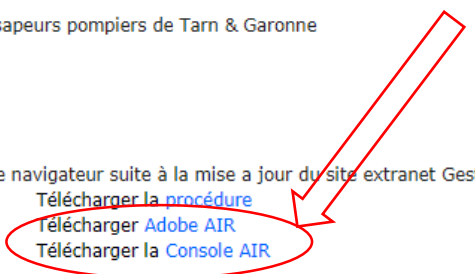 sapeurs pompiers de Tarn & Garonne
e navigateur suite à la mise a jour du site extranet Gest
Télécharger la procédure
Télécharger Adobe AIR
Télécharger la Console AIR